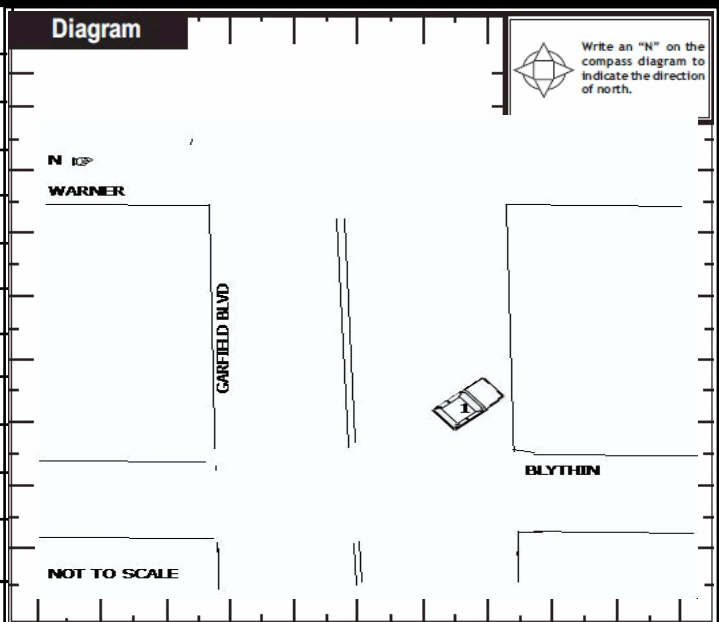 Diagram
Write an “N” on the
compass diagram to
indicate the direction
of north.
N ☞
WARNER
GARFIELD BLVD
1
BLYTHIN
NOT TO SCALE